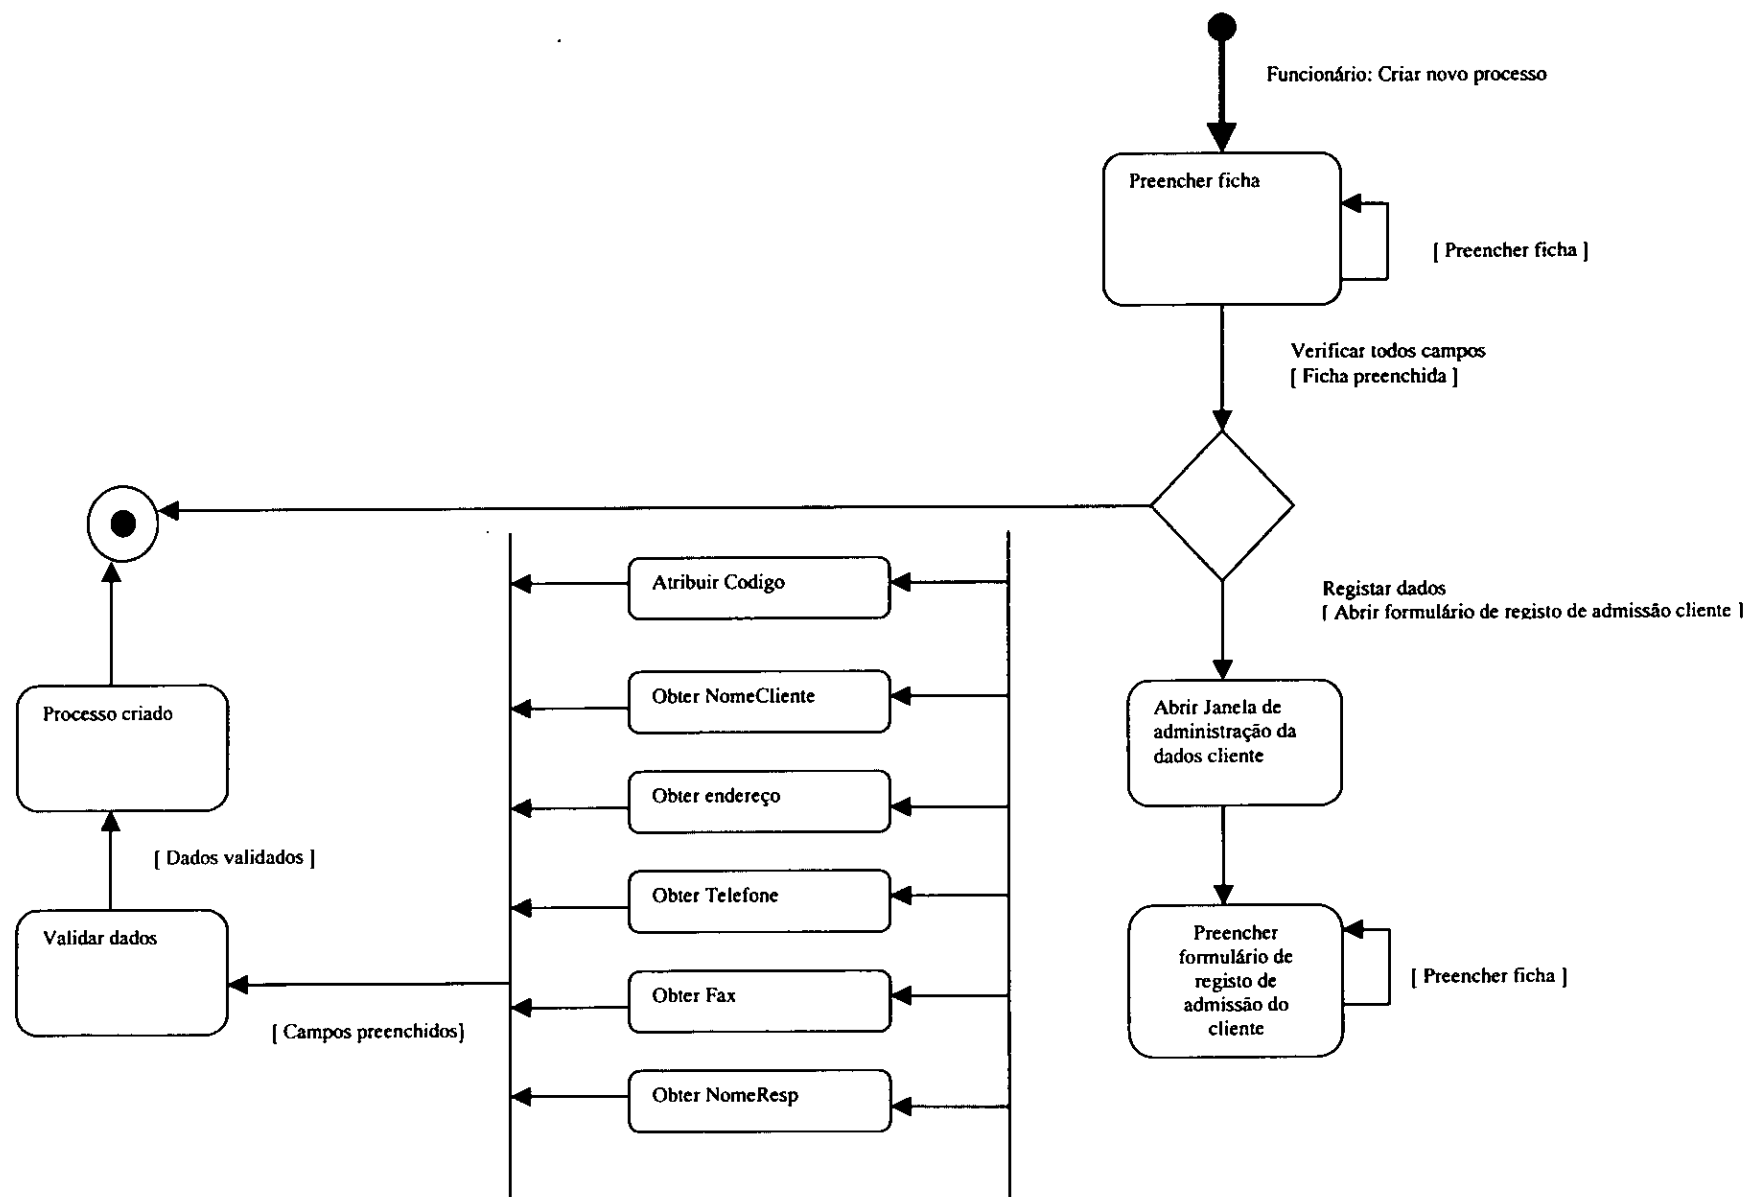 Funcionário: Criar novo processo
Preencher ficha
[ Preencher ficha ]
Verificar todos campos
[ Ficha preenchida ]
Registar dados
[ Abrir formulário de registo de admissão cliente ]
Abrir Janela de
administração da
dados cliente
Preencher
formulário de
registo de
admissão do
cliente
[ Preencher ficha ]
Atribuir Codigo
Obter NomeCliente
Obter endereço
Obter Telefone
Obter Fax
Obter NomeResp
[ Campos preenchidos]
Validar dados
[ Dados validados ]
Processo criado